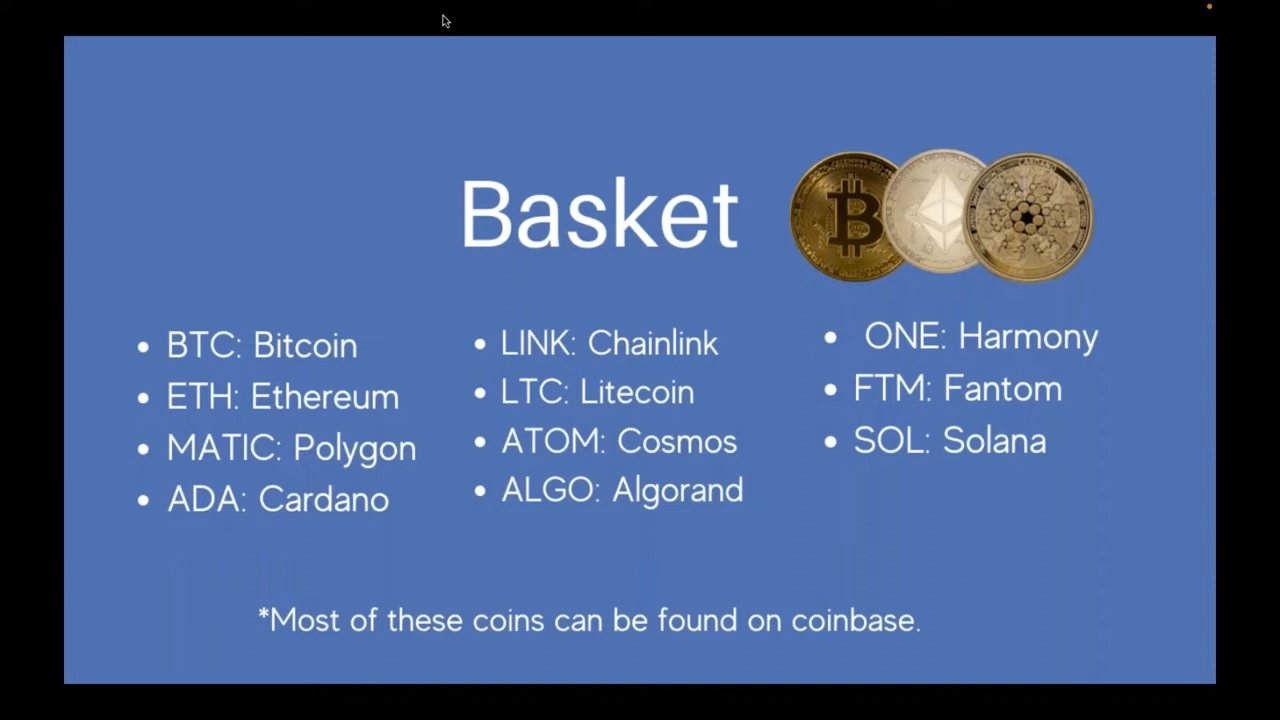 Basket
• BTC: Bitcoin
• ETH: Ethereum
• MATIC: Polygon
• ADA: Cardano
• LINK: Chainlink
• LTC: Litecoin
• ATOM: Cosmos
• ALGO: Algorand
• ONE: Harmony
• FTM: Fantom
• SOL: Solana
*Most of these coins can be found on coinbase.